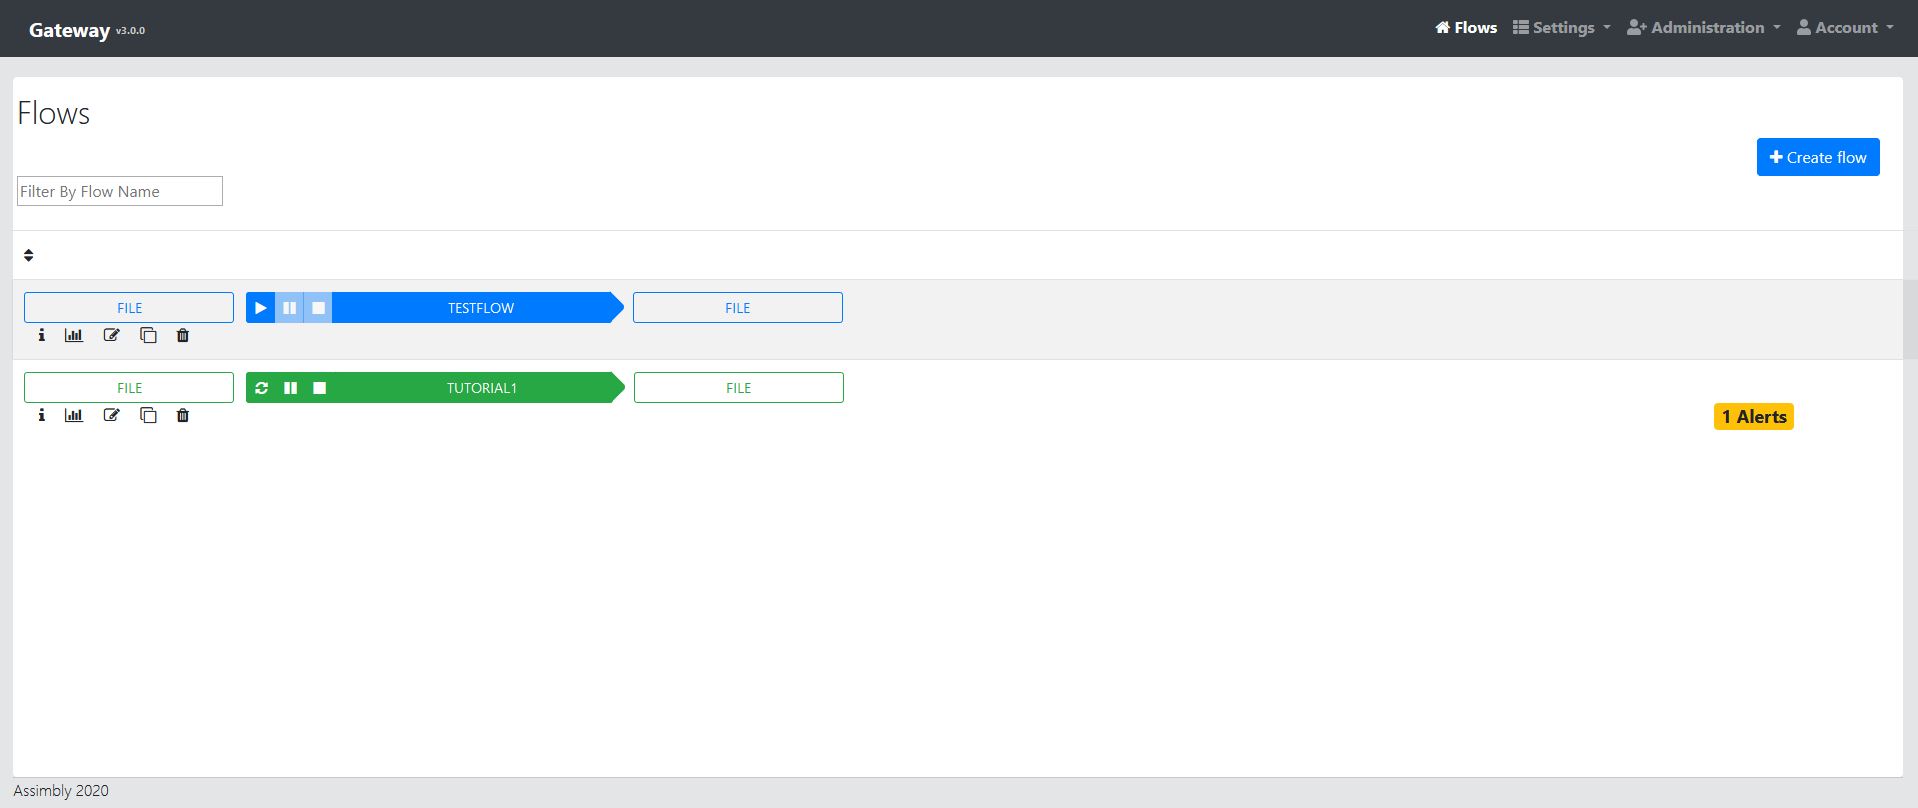 Gateway v3.0.0
Flows Settings Administration Account
Flows
Create flow
Filter By Flow Name
FILE TESTFLOW FILE
FILE TUTORIAL1 FILE
1 Alerts
Assimbly 2020